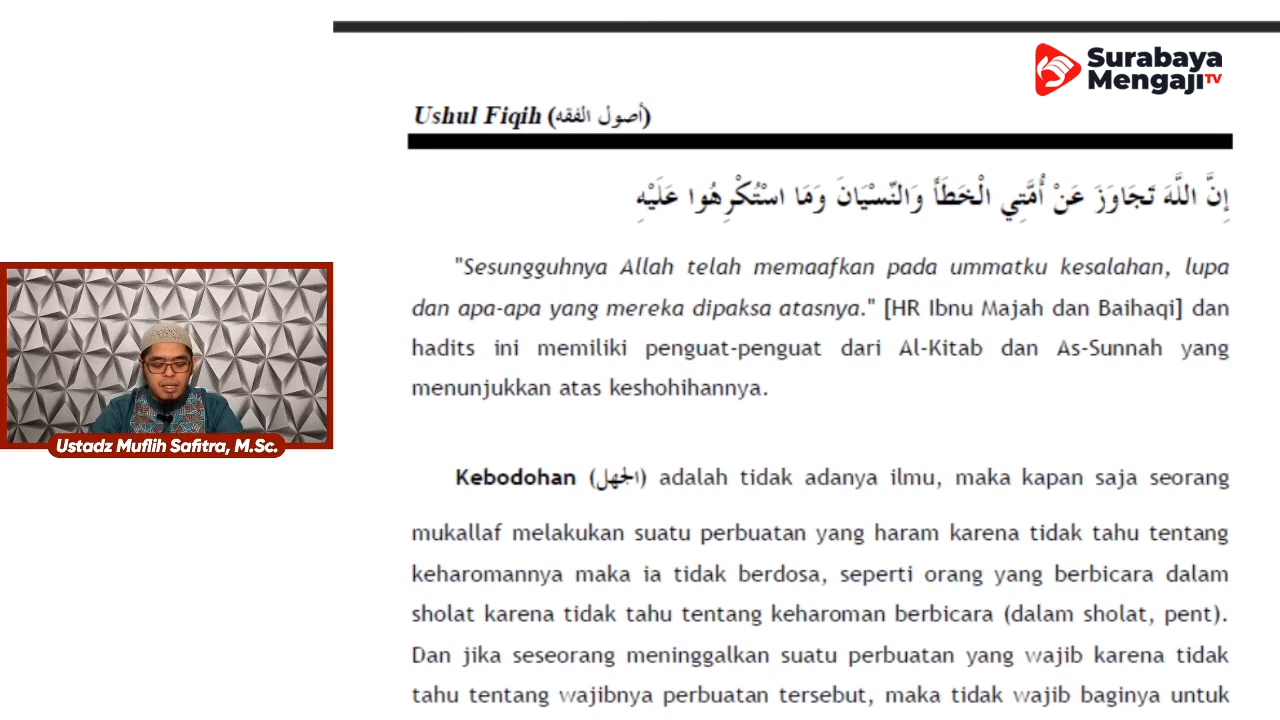 Surabaya
MengajiTV
Ushul Fiqih (أصول الفقه)
إِنَّ اللَّهَ تَجَاوَزَ عَنْ أُمَّتِي الْخَطَأَ وَالنِّسْيَانَ وَمَا اسْتُكْرِهُوا عَلَيْهِ
"Sesungguhnya Allah telah memaafkan pada ummatku kesalahan, lupa
dan apa-apa yang mereka dipaksa atasnya." [HR Ibnu Majah dan Baihaqi] dan
hadits ini memiliki penguat-penguat dari Al-Kitab dan As-Sunnah yang
menunjukkan atas keshohihannya.
Kebodohan (الجهل) adalah tidak adanya ilmu, maka kapan saja seorang
mukallaf melakukan suatu perbuatan yang haram karena tidak tahu tentang
keharomannya maka ia tidak berdosa, seperti orang yang berbicara dalam
sholat karena tidak tahu tentang keharoman berbicara (dalam sholat, pent).
Dan jika seseorang meninggalkan suatu perbuatan yang wajib karena tidak
tahu tentang wajibnya perbuatan tersebut, maka tidak wajib baginya untuk
Ustadz Muflih Safitra, M.Sc.